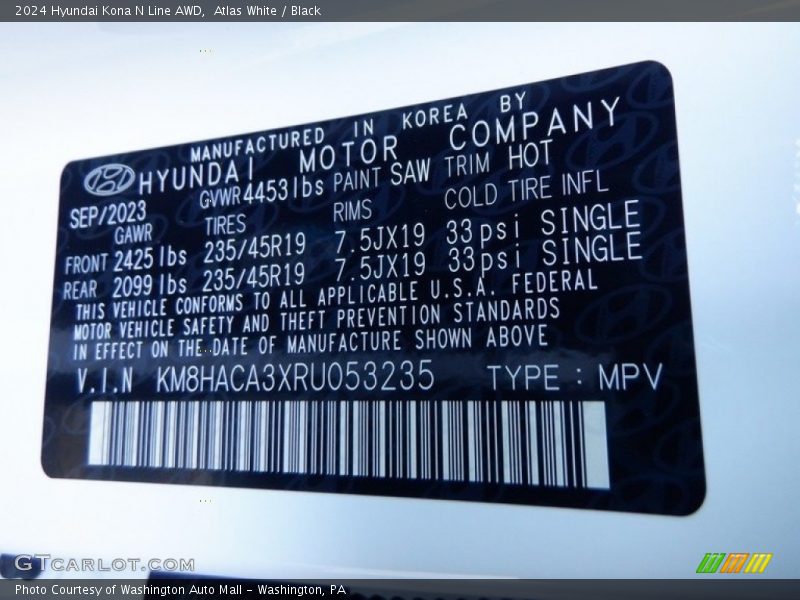 2024 Hyundai Kona N Line AWD,  Atlas White / Black
MANUFACTURED IN KOREA BY
HYUNDAI MOTOR COMPANY
SEP/2023 GVWR 4453 lbs PAINT SAW TRIM HOT
GAWR TIRES RIMS COLD TIRE INFL
FRONT 2425 lbs 235/45R19 7.5JX19 33 psi SINGLE
REAR 2099 lbs 235/45R19 7.5JX19 33 psi SINGLE
THIS VEHICLE CONFORMS TO ALL APPLICABLE U.S.A. FEDERAL
MOTOR VEHICLE SAFETY AND THEFT PREVENTION STANDARDS
IN EFFECT ON THE DATE OF MANUFACTURE SHOWN ABOVE
V.I.N KM8HACA3XRU053235 TYPE : MPV
GTCARLOT.COM
Photo Courtesy of Washington Auto Mall - Washington, PA